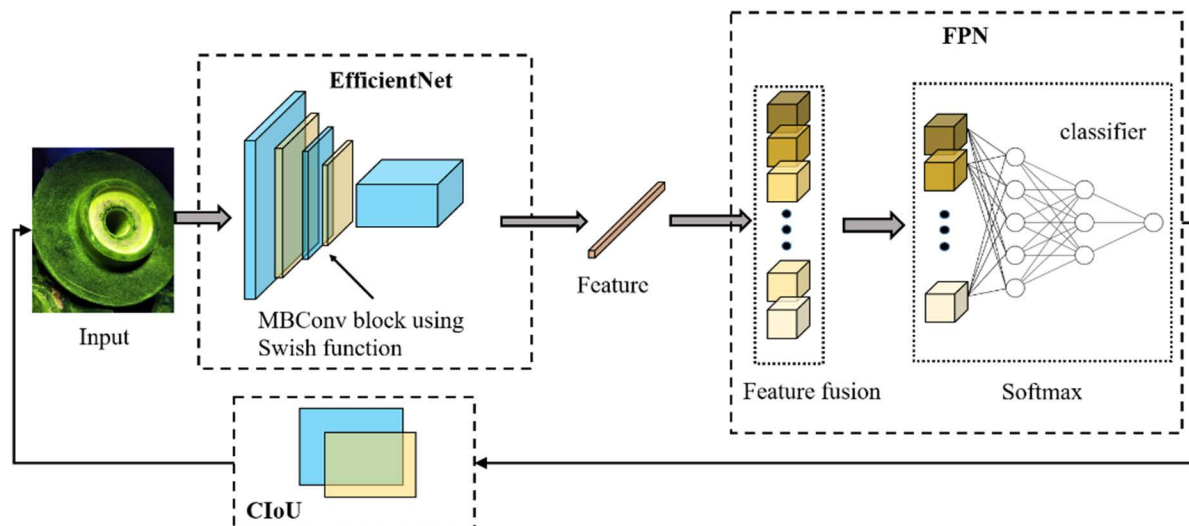 FPN
EfficientNet
classifier
Input
MBConv block using
Swish function
Feature
Feature fusion
Softmax
CIoU